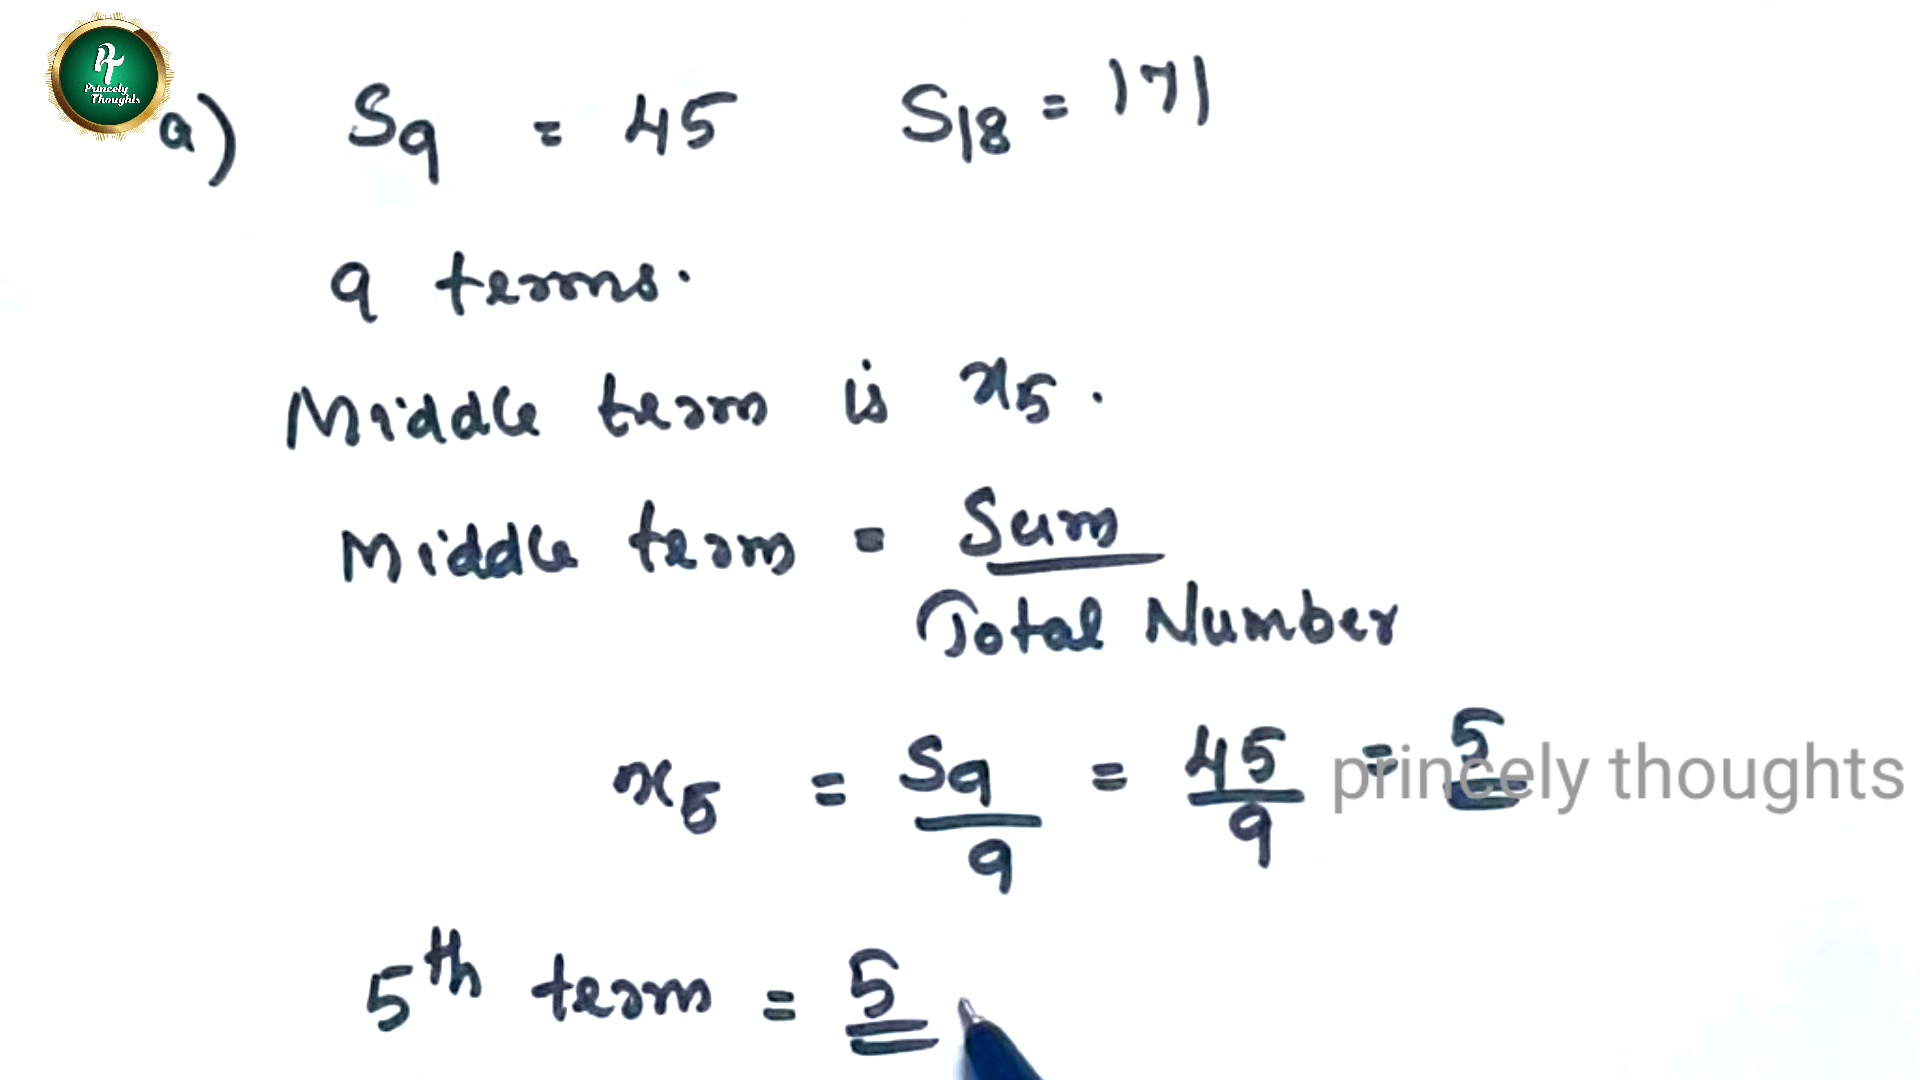 PT
Princely
Thoughts
a) S9 = 45 S18 = 171
9 terms.
Middle term is x5.
Middle term = Sum
Total Number
x5 = S9/9 = 45/9 = 5
princely thoughts
5th term = 5